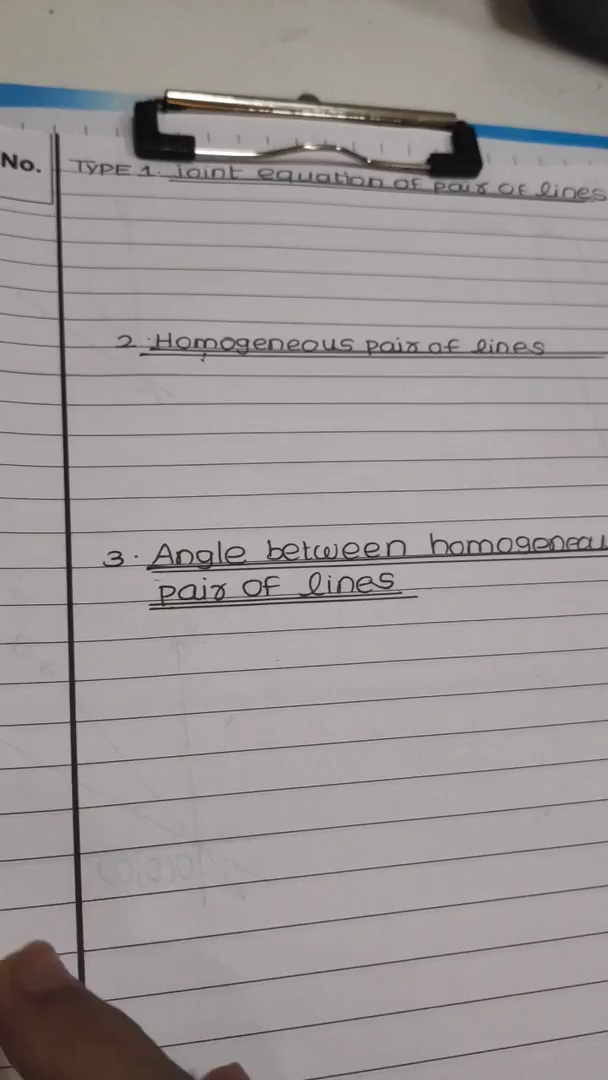 No.
TYPE 1. joint equation of pair of lines
2. Homogeneous pair of lines
3. Angle between homogeneou
pair of lines